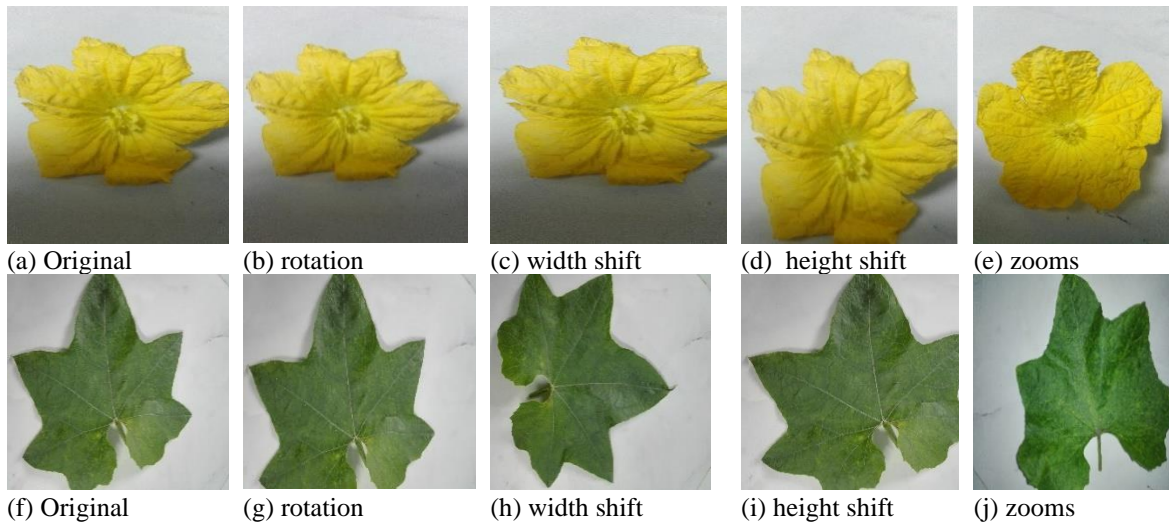 (a) Original (b) rotation (c) width shift (d) height shift (e) zooms
(f) Original (g) rotation (h) width shift (i) height shift (j) zooms